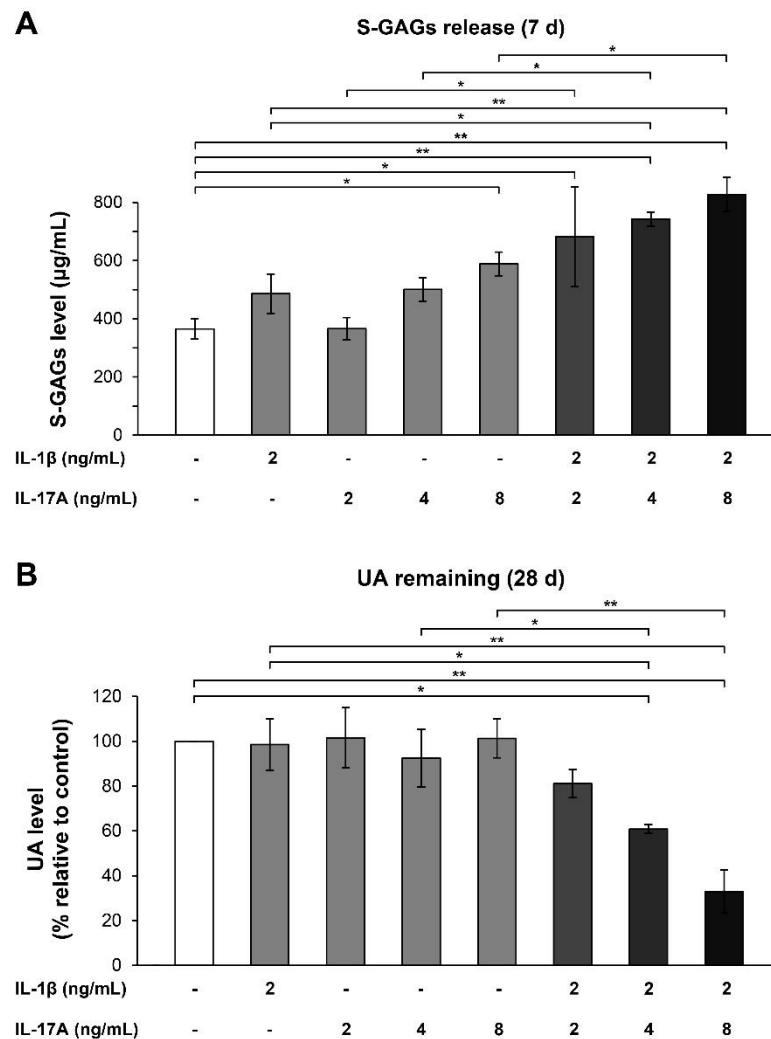 A
S-GAGs release (7 d)
*
*
*
**
*
**
**
*
*
S-GAGs level (µg/mL)
800
600
400
200
0
IL-1β (ng/mL) - 2 - - - 2 2 2
IL-17A (ng/mL) - - 2 4 8 2 4 8
B
UA remaining (28 d)
**
*
**
*
**
*
UA level
(% relative to control)
120
100
80
60
40
20
0
IL-1β (ng/mL) - 2 - - - 2 2 2
IL-17A (ng/mL) - - 2 4 8 2 4 8